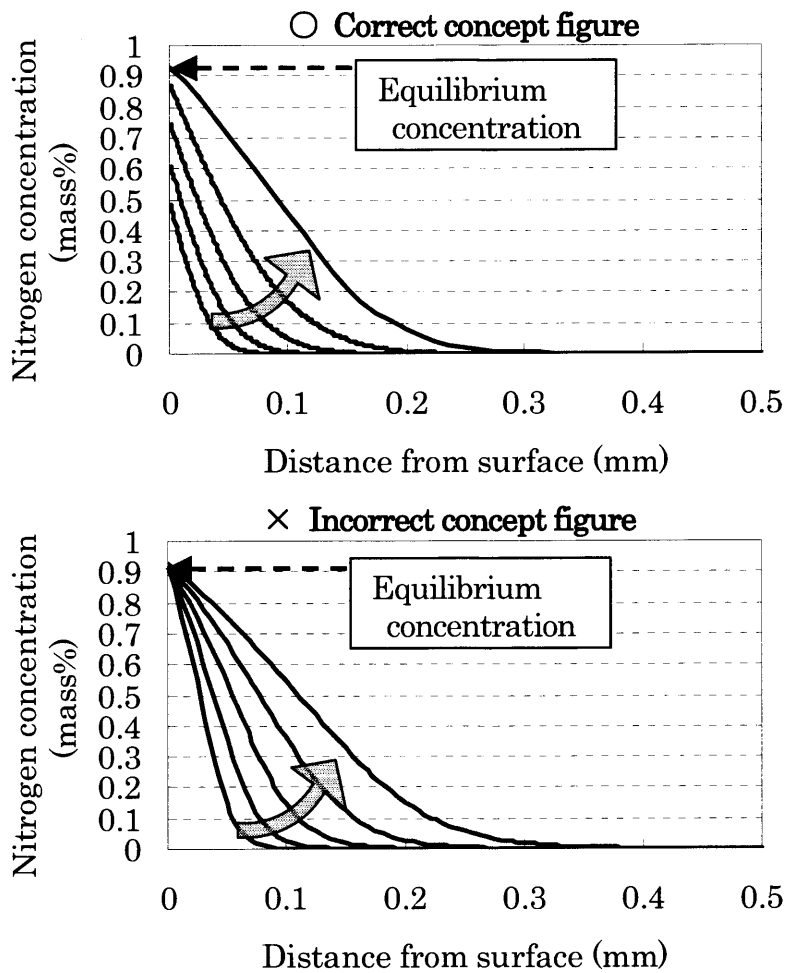 ○ Correct concept figure
Nitrogen concentration
(mass%)
1
0.9
0.8
0.7
0.6
0.5
0.4
0.3
0.2
0.1
0
Equilibrium
concentration
0 0.1 0.2 0.3 0.4 0.5
Distance from surface (mm)
× Incorrect concept figure
Nitrogen concentration
(mass%)
1
0.9
0.8
0.7
0.6
0.5
0.4
0.3
0.2
0.1
0
Equilibrium
concentration
0 0.1 0.2 0.3 0.4 0.5
Distance from surface (mm)